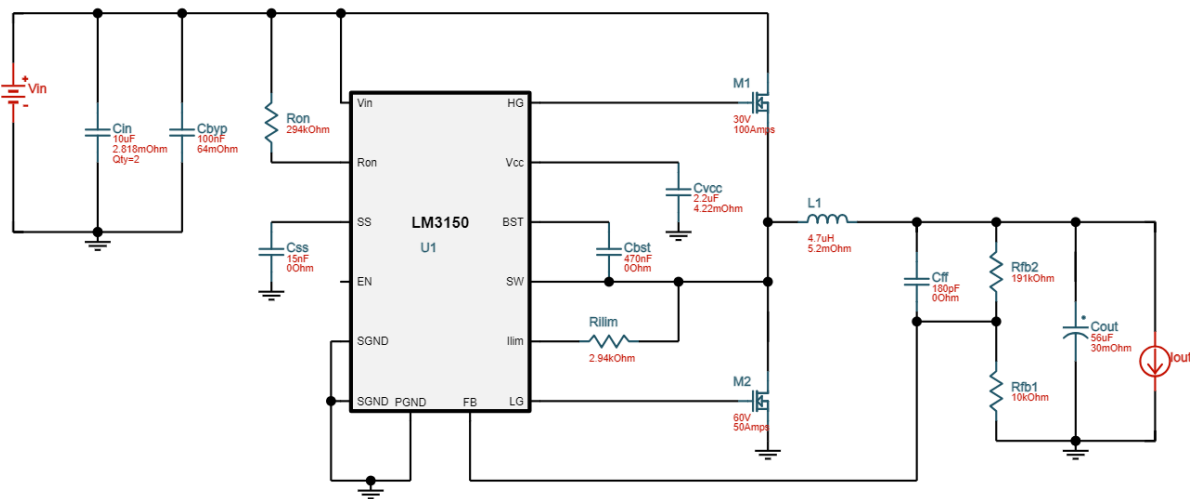 Vin
Cin
10uF
2.818mOhm
Qty=2
Cbyp
100nF
64mOhm
Ron
294kOhm
Css
15nF
0Ohm
Vin
Ron
SS
EN
SGND
SGND
PGND
FB
LM3150
U1
HG
Vcc
BST
SW
Ilim
LG
Cvcc
2.2uF
4.22mOhm
Cbst
470nF
0Ohm
Rilim
2.94kOhm
M1
30V
100Amps
M2
60V
50Amps
L1
4.7uH
5.2mOhm
Cff
180pF
0Ohm
Rfb2
191kOhm
Rfb1
10kOhm
Cout
56uF
30mOhm
Iout